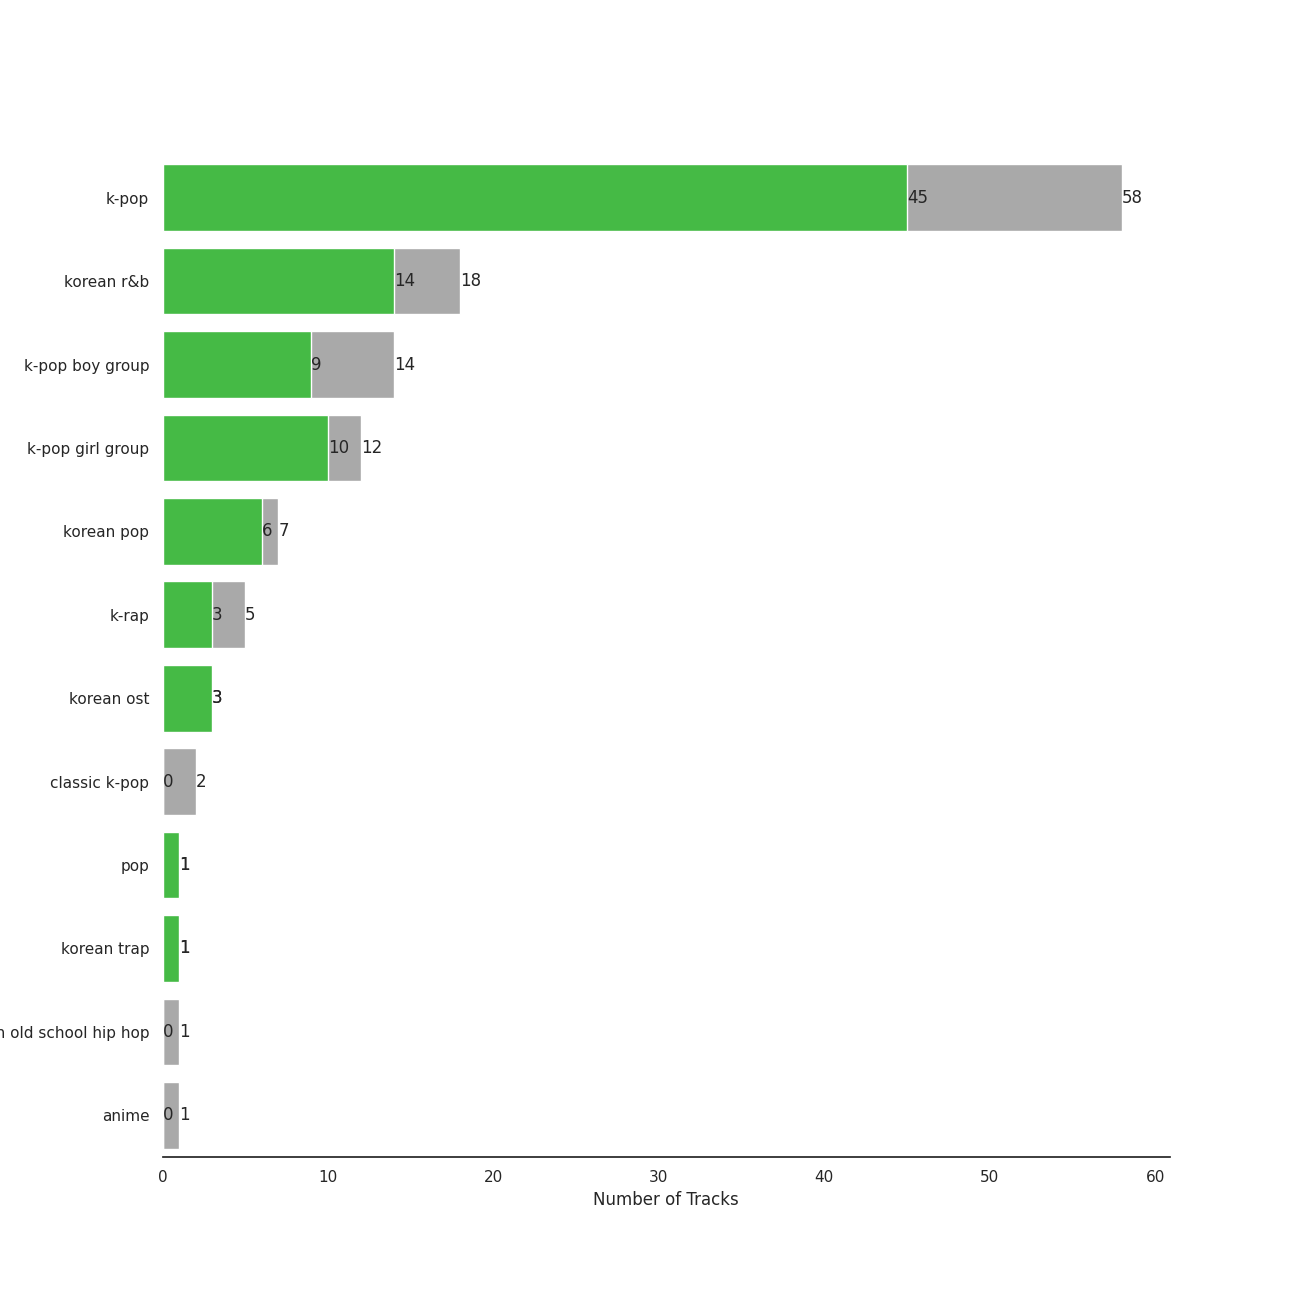 k-pop 45 58
korean r&b 14 18
k-pop boy group 9 14
k-pop girl group 10 12
korean pop 6 7
k-rap 3 5
korean ost 3
classic k-pop 0 2
pop 1
korean trap 1
old school hip hop 0 1
anime 0 1
0 10 20 30 40 50 60
Number of Tracks